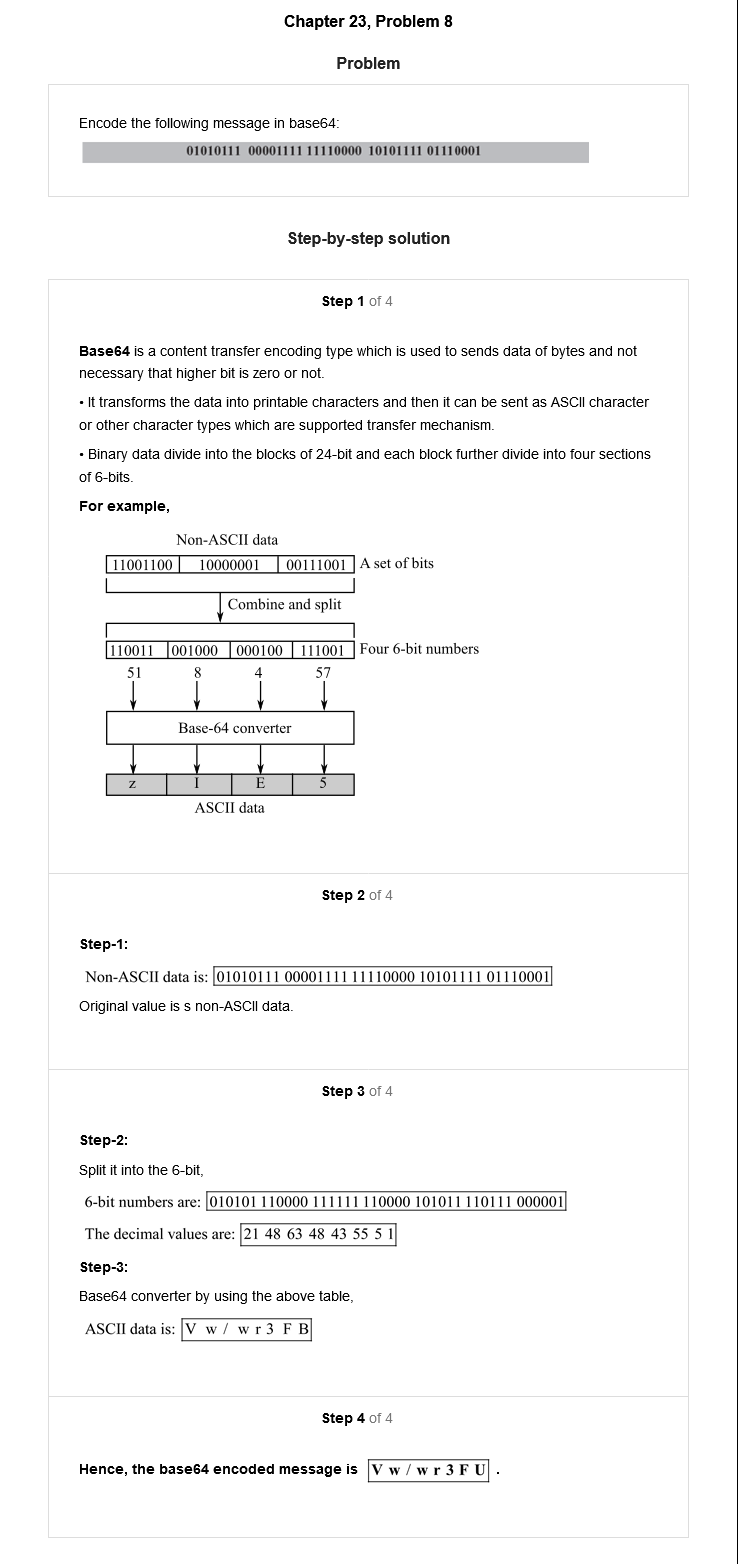 Chapter 23, Problem 8
Problem
Encode the following message in base64:
01010111 00001111 11110000 10101111 01110001
Step-by-step solution
Step 1 of 4
Base64 is a content transfer encoding type which is used to sends data of bytes and not
necessary that higher bit is zero or not.
• It transforms the data into printable characters and then it can be sent as ASCII character
or other character types which are supported transfer mechanism.
• Binary data divide into the blocks of 24-bit and each block further divide into four sections
of 6-bits.
For example,
Non-ASCII data
11001100 10000001 00111001 A set of bits
Combine and split
110011 001000 000100 111001 Four 6-bit numbers
51 8 4 57
Base-64 converter
z I E 5
ASCII data
Step 2 of 4
Step-1:
Non-ASCII data is: 01010111 00001111 11110000 10101111 01110001
Original value is s non-ASCII data.
Step 3 of 4
Step-2:
Split it into the 6-bit,
6-bit numbers are: 010101 110000 111111 110000 101011 110111 000001
The decimal values are: 21 48 63 48 43 55 5 1
Step-3:
Base64 converter by using the above table,
ASCII data is: V w / w r 3 F B
Step 4 of 4
Hence, the base64 encoded message is V w / w r 3 F U .